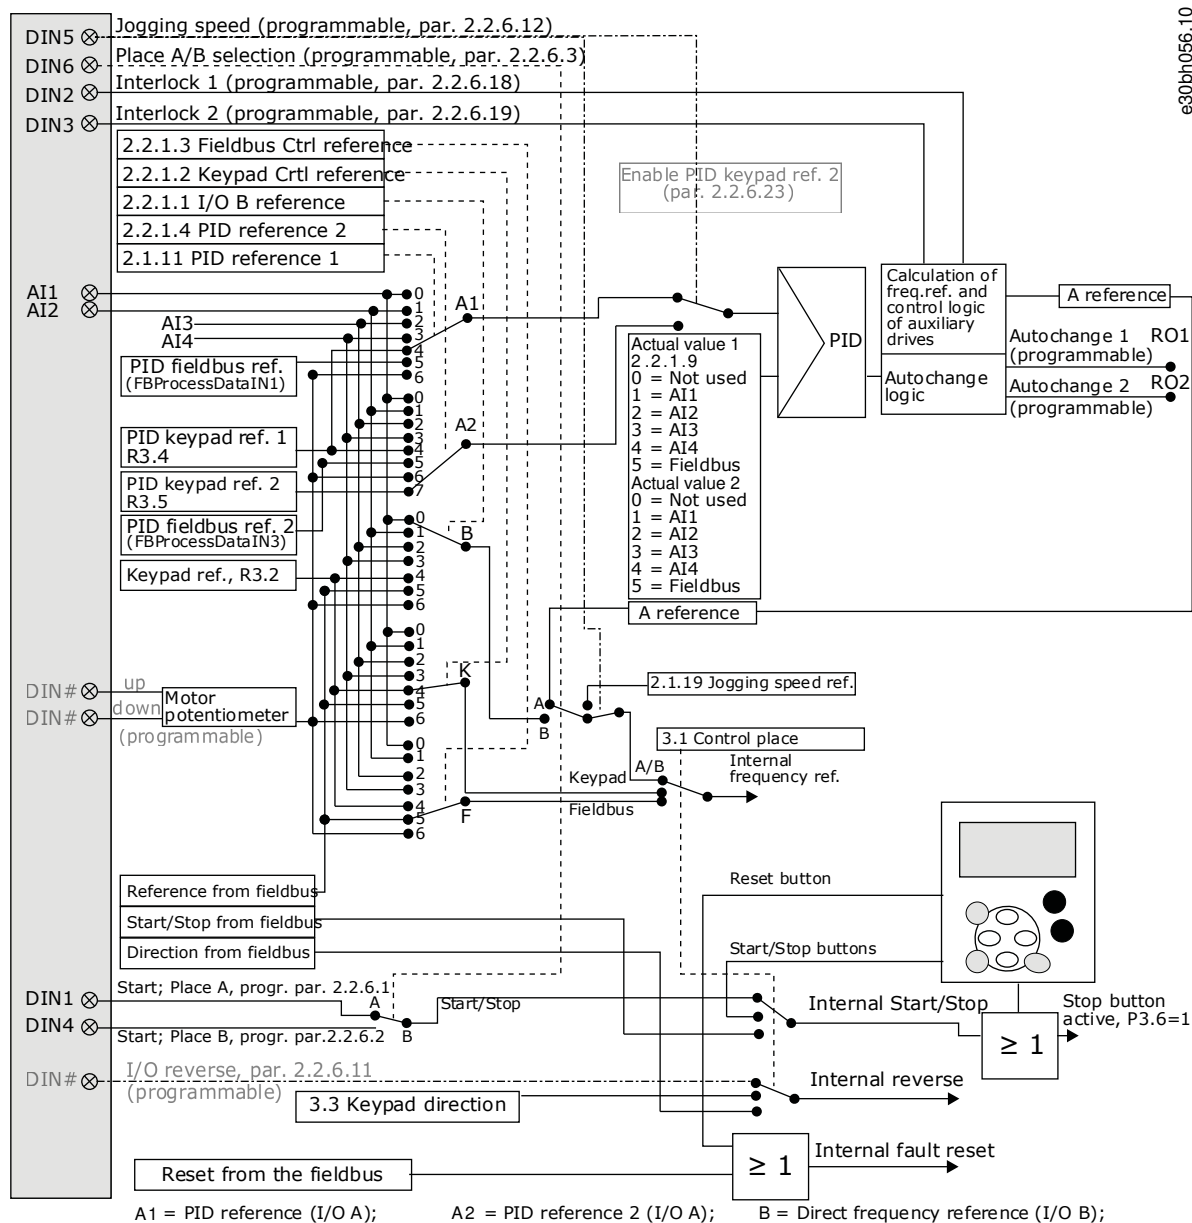 e30bh056.10
DIN5
Jogging speed (programmable, par. 2.2.6.12)
DIN6
Place A/B selection (programmable, par. 2.2.6.3)
DIN2
Interlock 1 (programmable, par. 2.2.6.18)
DIN3
Interlock 2 (programmable, par. 2.2.6.19)
2.2.1.3 Fieldbus Ctrl reference
2.2.1.2 Keypad Crtl reference
2.2.1.1 I/O B reference
2.2.1.4 PID reference 2
2.1.11 PID reference 1
Enable PID keypad ref. 2
(par. 2.2.6.23)
AI1
AI2
AI3
AI4
PID fieldbus ref.
(FBProcessDataIN1)
0
1
2
3
4
5
6
A1
PID keypad ref. 1
R3.4
PID keypad ref. 2
R3.5
PID fieldbus ref. 2
(FBProcessDataIN3)
0
1
2
3
4
5
6
7
A2
Actual value 1
2.2.1.9
0 = Not used
1 = AI1
2 = AI2
3 = AI3
4 = AI4
5 = Fieldbus
Actual value 2
0 = Not used
1 = AI1
2 = AI2
3 = AI3
4 = AI4
5 = Fieldbus
PID
Calculation of
freq.ref. and
control logic
of auxiliary
drives
Autochange
logic
A reference
Autochange 1
(programmable)
RO1
Autochange 2
(programmable)
RO2
Keypad ref., R3.2
0
1
2
3
4
5
6
B
A reference
DIN#
up
DIN#
down
(programmable)
Motor
potentiometer
0
1
2
3
4
5
6
K
A
B
2.1.19 Jogging speed ref.
3.1 Control place
0
1
2
3
4
5
6
F
A/B
Keypad
Fieldbus
Internal
frequency ref.
Reference from fieldbus
Start/Stop from fieldbus
Direction from fieldbus
Reset button
Start/Stop buttons
DIN1
Start; Place A, progr. par. 2.2.6.1
DIN4
Start; Place B, progr. par.2.2.6.2
A
B
Start/Stop
Internal Start/Stop
≥ 1
Stop button
active, P3.6=1
DIN#
I/O reverse, par. 2.2.6.11
(programmable)
3.3 Keypad direction
Internal reverse
Reset from the fieldbus
≥ 1
Internal fault reset
A1 = PID reference (I/O A);
A2 = PID reference 2 (I/O A);
B = Direct frequency reference (I/O B);